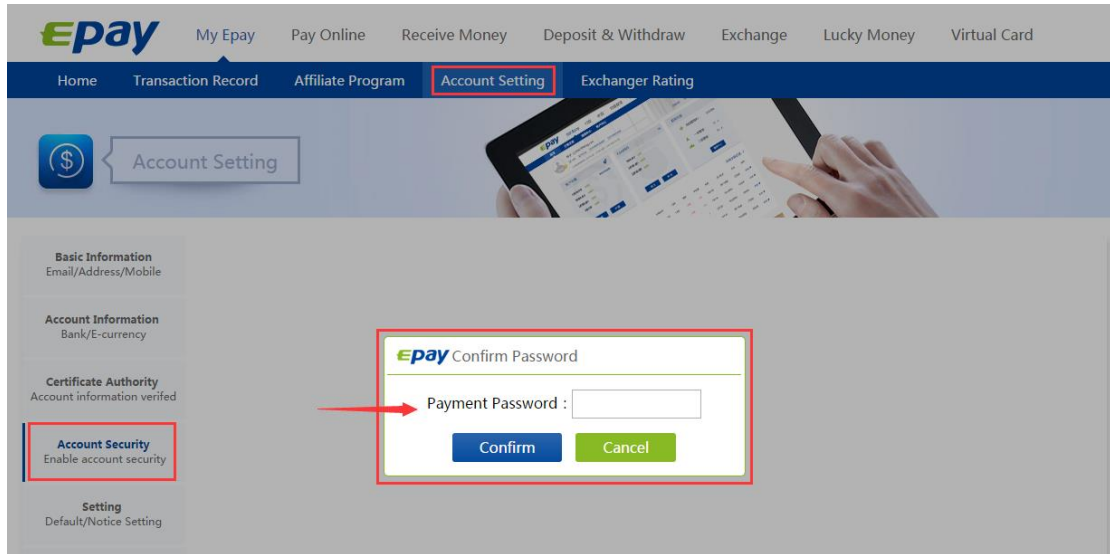 Epay
My Epay Pay Online Receive Money Deposit & Withdraw Exchange Lucky Money Virtual Card
Home Transaction Record Affiliate Program Account Setting Exchanger Rating
Account Setting
epay
Basic Information
Email/Address/Mobile
Account Information
Bank/E-currency
Certificate Authority
Account information verifed
Account Security
Enable account security
Setting
Default/Notice Setting
Epay Confirm Password
Payment Password :
Confirm Cancel